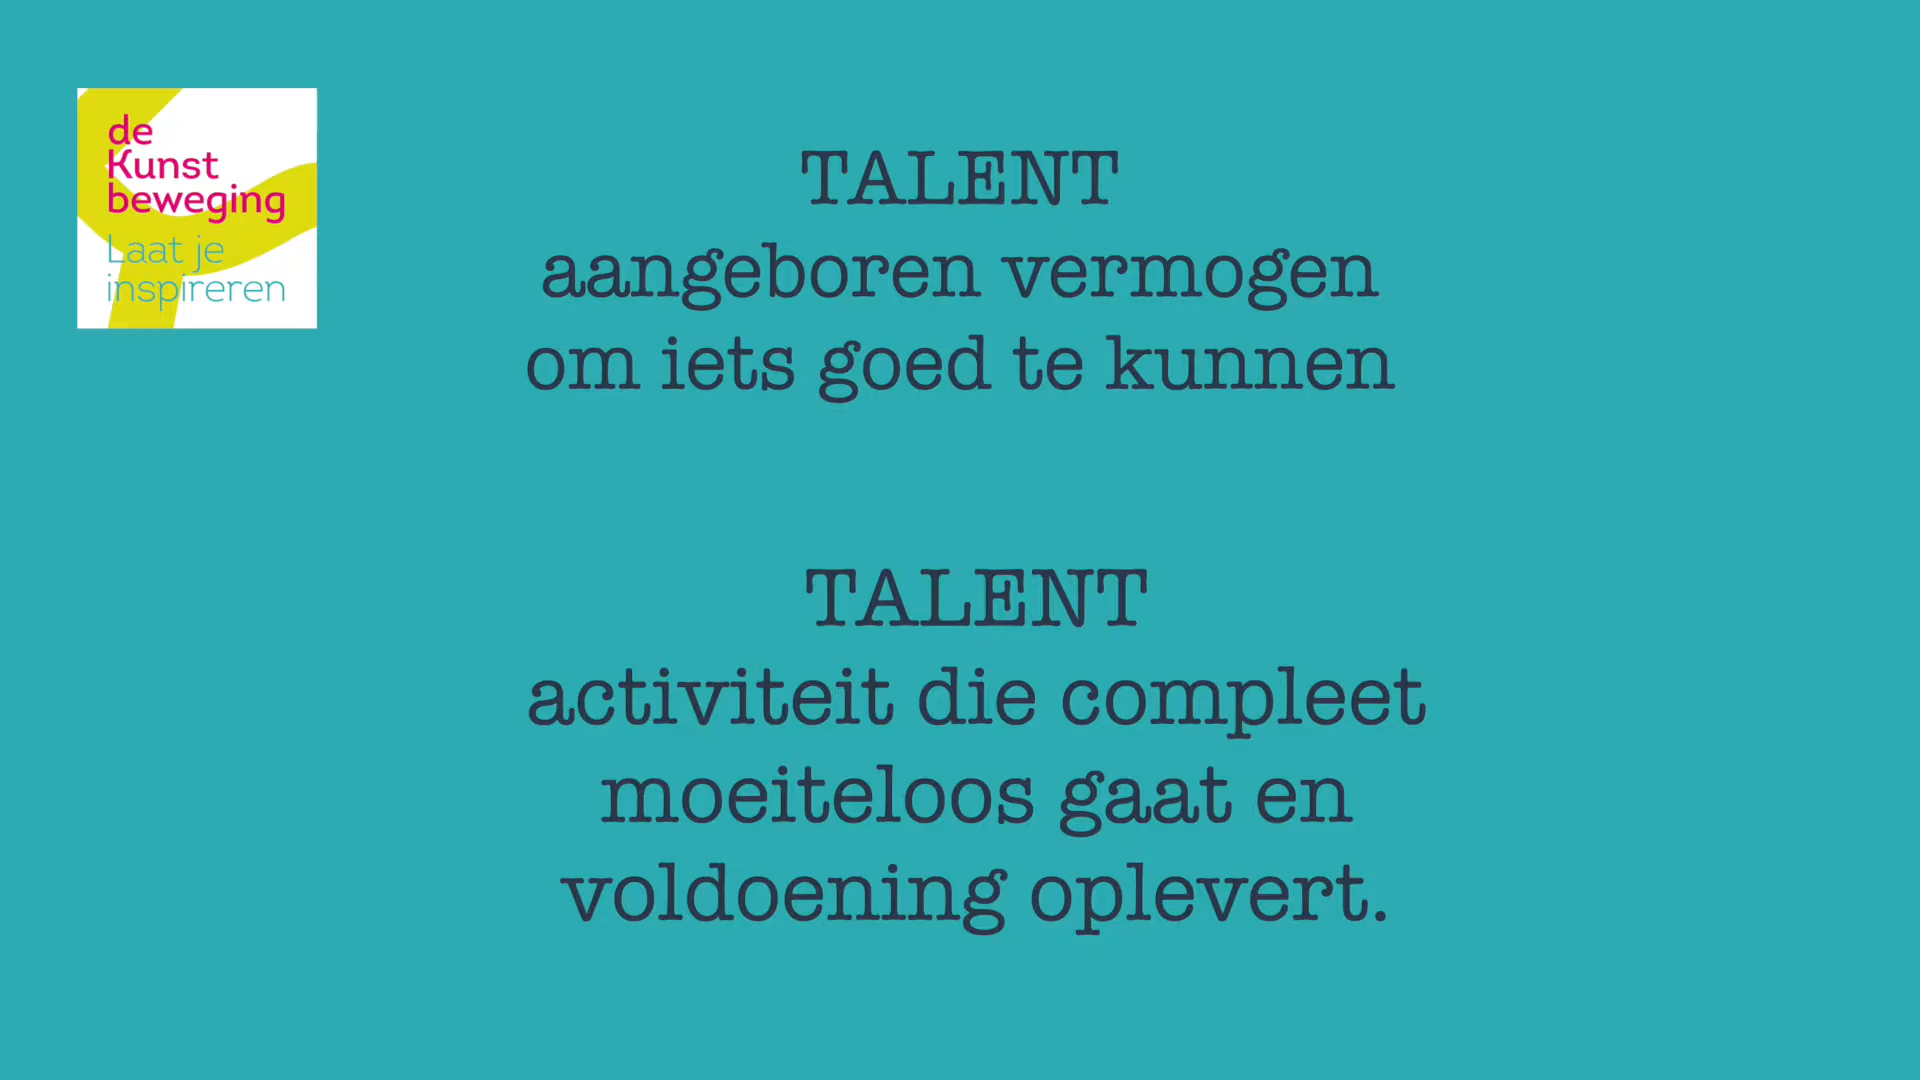 de
Kunst
beweging
Laat je
inspireren
TALENT
aangeboren vermogen
om iets goed te kunnen
TALENT
activiteit die compleet
moeiteloos gaat en
voldoening oplevert.